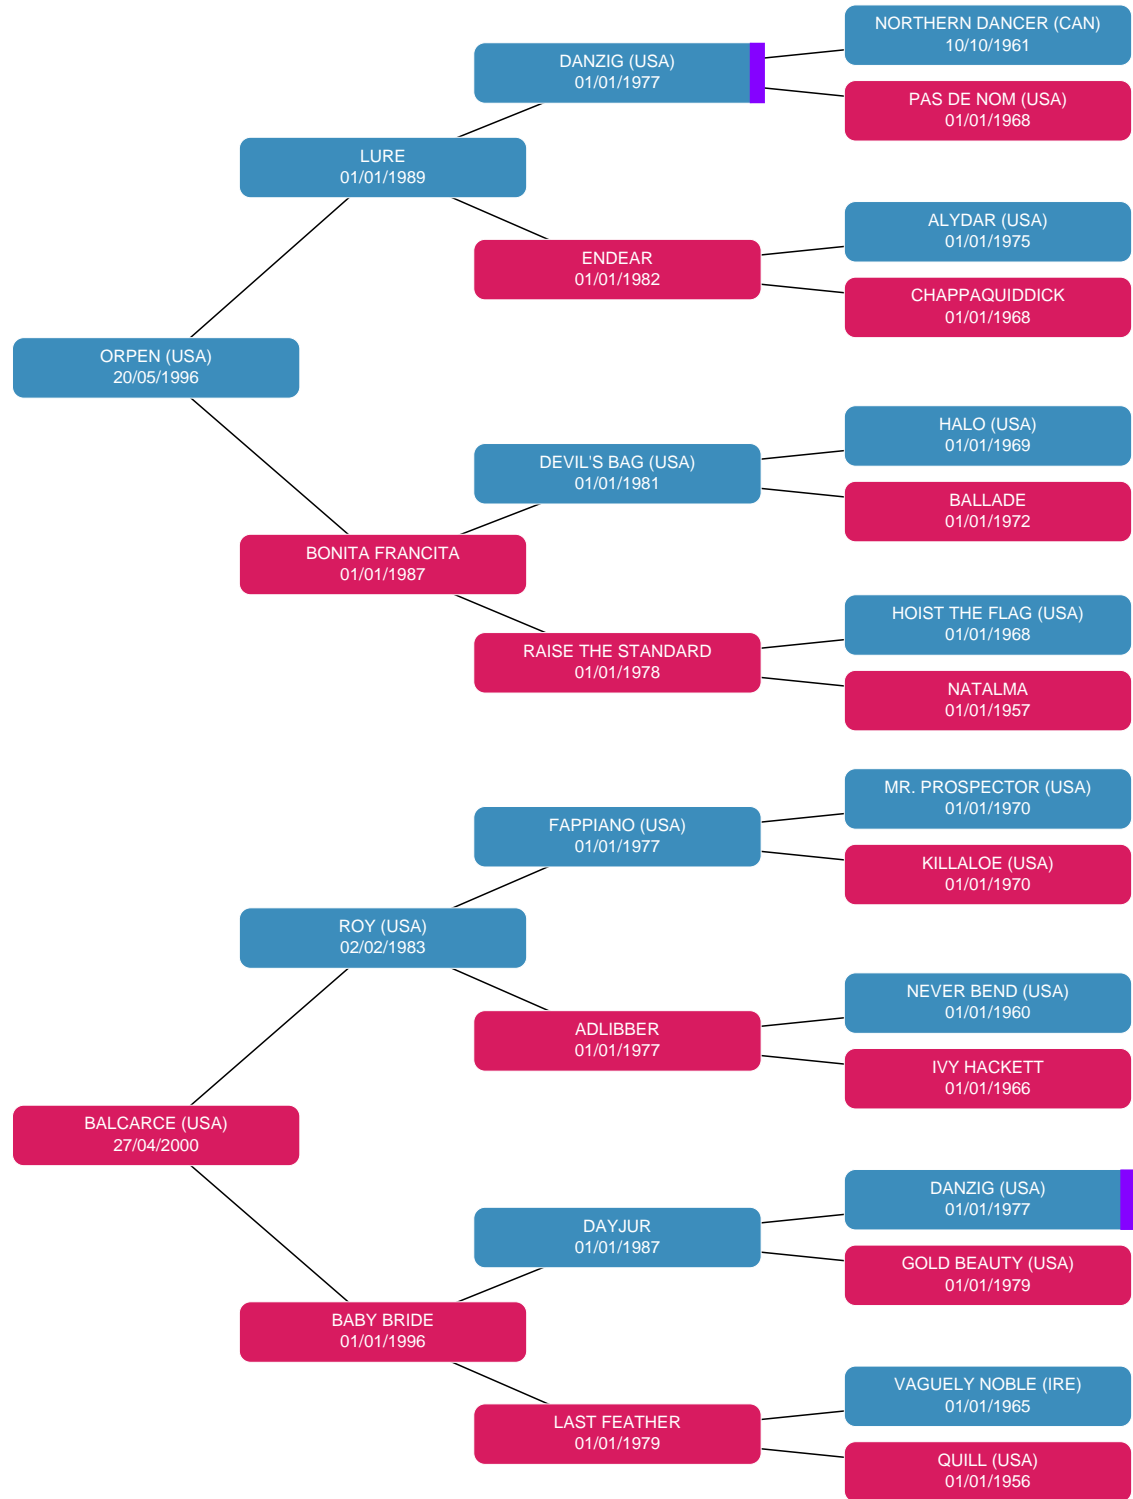 NORTHERN DANCER (CAN)
10/10/1961
DANZIG (USA)
01/01/1977
PAS DE NOM (USA)
01/01/1968
LURE
01/01/1989
ALYDAR (USA)
01/01/1975
ENDEAR
01/01/1982
CHAPPAQUIDDICK
01/01/1968
ORPEN (USA)
20/05/1996
HALO (USA)
01/01/1969
DEVIL'S BAG (USA)
01/01/1981
BALLADE
01/01/1972
BONITA FRANCITA
01/01/1987
HOIST THE FLAG (USA)
01/01/1968
RAISE THE STANDARD
01/01/1978
NATALMA
01/01/1957
MR. PROSPECTOR (USA)
01/01/1970
FAPPIANO (USA)
01/01/1977
KILLALOE (USA)
01/01/1970
ROY (USA)
02/02/1983
NEVER BEND (USA)
01/01/1960
ADLIBBER
01/01/1977
IVY HACKETT
01/01/1966
BALCARCE (USA)
27/04/2000
DANZIG (USA)
01/01/1977
DAYJUR
01/01/1987
GOLD BEAUTY (USA)
01/01/1979
BABY BRIDE
01/01/1996
VAGUELY NOBLE (IRE)
01/01/1965
LAST FEATHER
01/01/1979
QUILL (USA)
01/01/1956